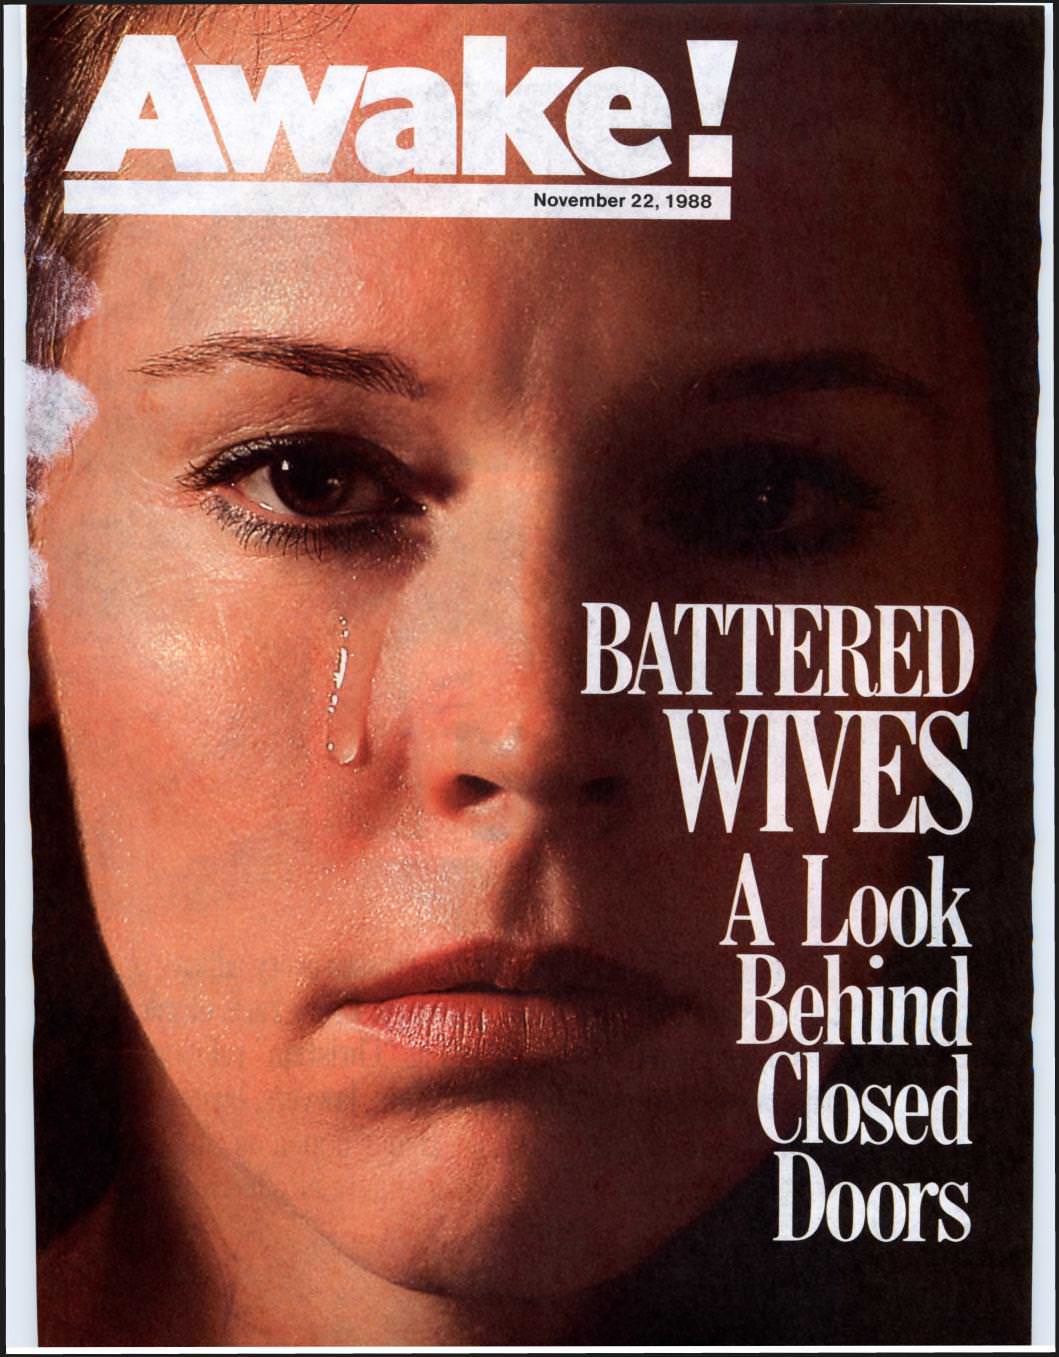 Awake!
November 22, 1988
BATTERED
WIVES
A Look
Behind
Closed
Doors